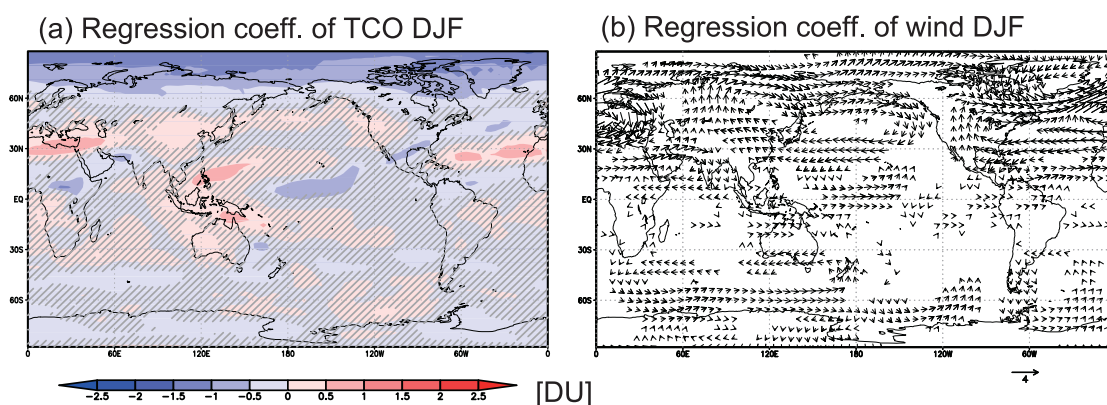 (a) Regression coeff. of TCO DJF
(b) Regression coeff. of wind DJF
60N
30N
EQ
30S
60S
0 60E 120E 180 120W 60W 0
60N
30N
EQ
30S
60S
0 60E 120E 180 120W 60W
4
-2.5 -2 -1.5 -1 -0.5 0 0.5 1 1.5 2 2.5
[DU]